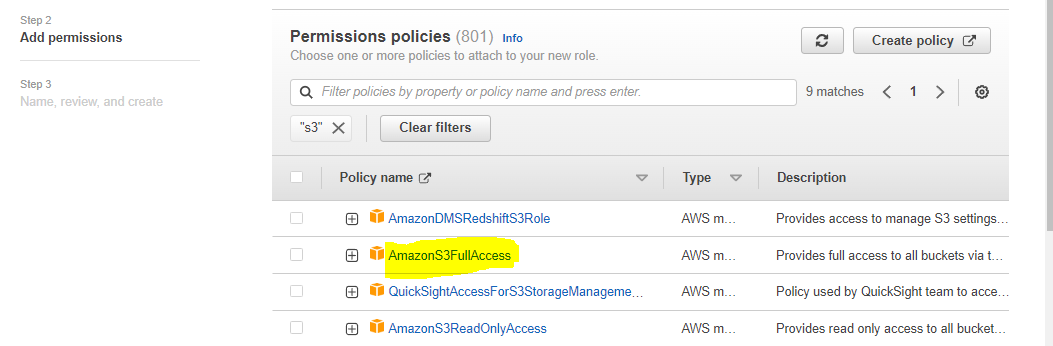 Step 2
Add permissions
Step 3
Name, review, and create
Permissions policies (801) Info
Choose one or more policies to attach to your new role.
Create policy
Filter policies by property or policy name and press enter.
9 matches
1
"s3"
Clear filters
Policy name
Type
Description
AmazonDMSRedshiftS3Role AWS m... Provides access to manage S3 settings...
AmazonS3FullAccess AWS m... Provides full access to all buckets via t...
QuickSightAccessForS3StorageManageme... AWS m... Policy used by QuickSight team to acce...
AmazonS3ReadOnlyAccess AWS m... Provides read only access to all bucket...